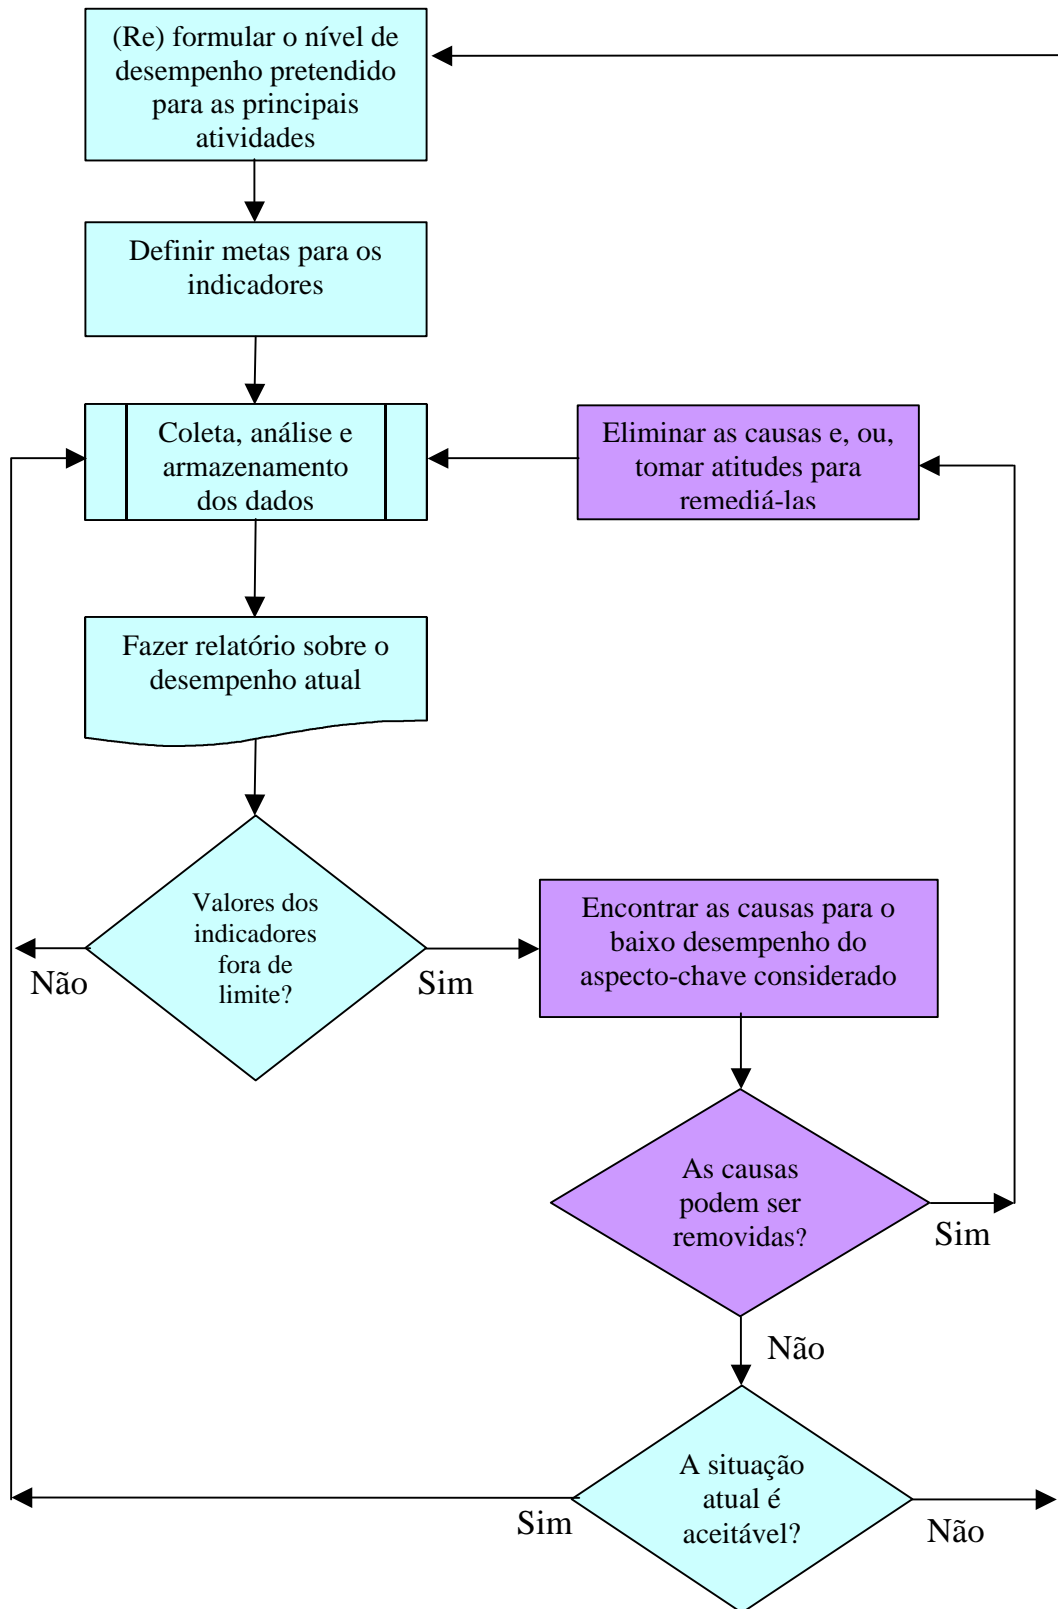 (Re) formular o nível de
desempenho pretendido
para as principais
atividades
Definir metas para os
indicadores
Coleta, análise e
armazenamento
dos dados
Eliminar as causas e, ou,
tomar atitudes para
remediá-las
Fazer relatório sobre o
desempenho atual
Valores dos
indicadores
fora de
limite?
Não
Sim
Encontrar as causas para o
baixo desempenho do
aspecto-chave considerado
As causas
podem ser
removidas?
Sim
Não
A situação
atual é
aceitável?
Sim
Não